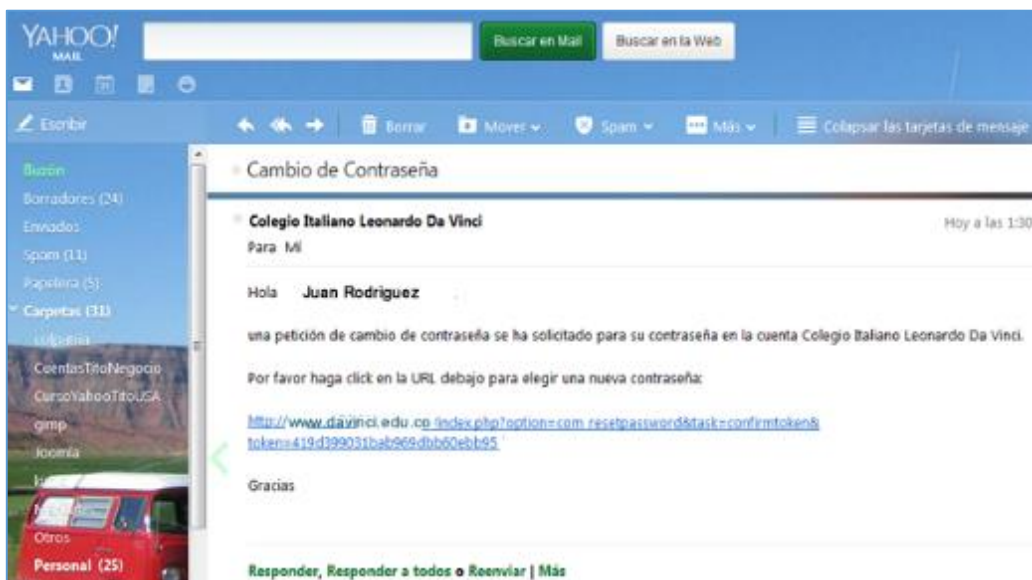 YAHOO!
MAIL
Buscar en Mail
Buscar en la Web
Escribir
Borrar
Mover
Spam
Más
Colapsar las tarjetas de mensaje
Buzón
Borradores (24)
Enviados
Spam (11)
Papelera (5)
Carpetas (31)
CuentasTitoNegocio
CursoYahooTitoUSA
gimp
Joomla
Otros
Personal (25)
Cambio de Contraseña
Colegio Italiano Leonardo Da Vinci
Hoy a las 1:30
Para Mí
Hola Juan Rodriguez
una petición de cambio de contraseña se ha solicitado para su contraseña en la cuenta Colegio Italiano Leonardo Da Vinci.
Por favor haga click en la URL debajo para elegir una nueva contraseña:
http://www.davinci.edu.co/index.php?option=com_resetpassword&task=confirmtoken&
token=419d399031bab969dbb60ebb95
Gracias
Responder, Responder a todos o Reenviar | Más